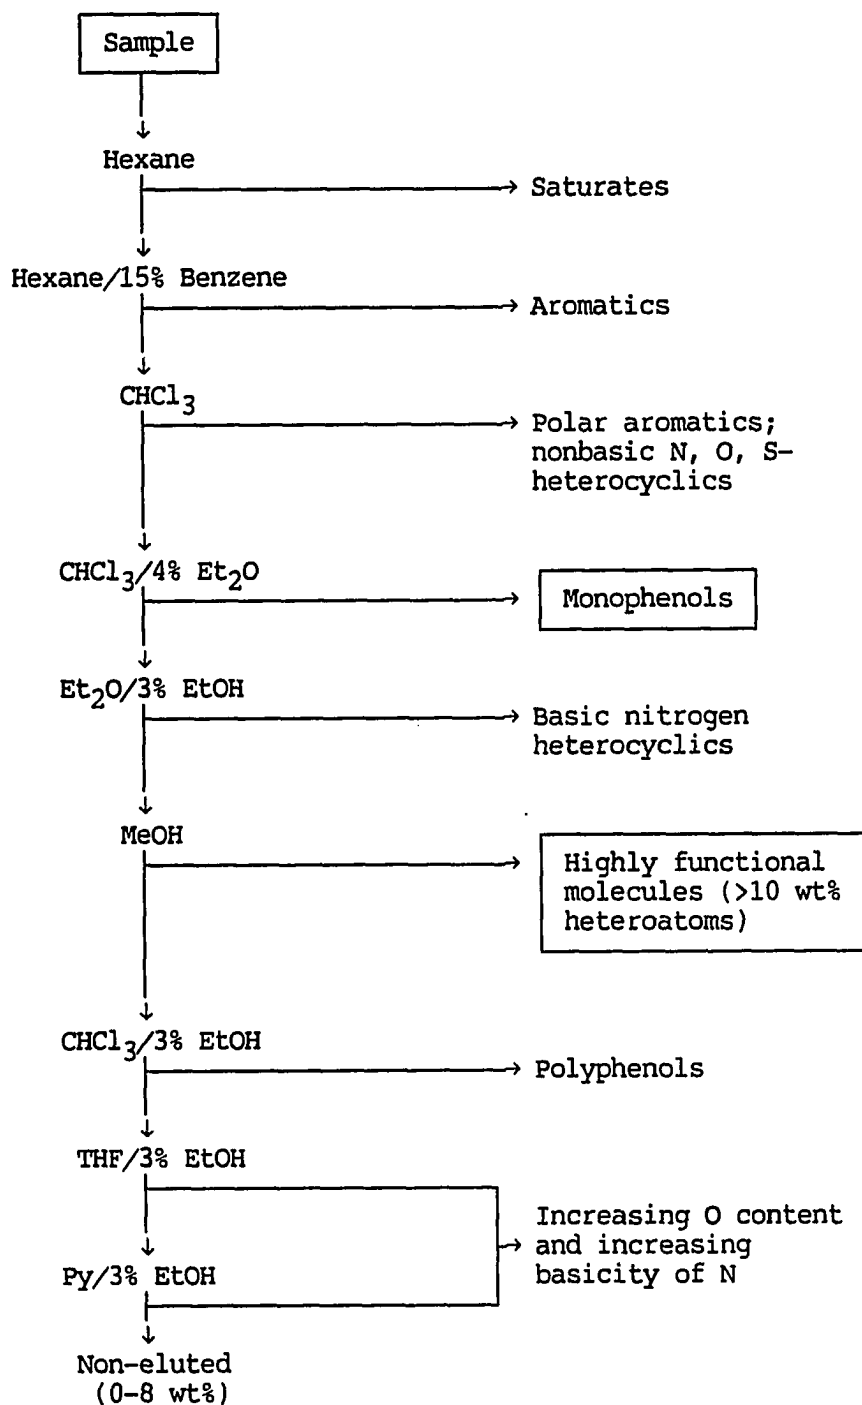 Sample
Hexane
Saturates
Hexane/15% Benzene
Aromatics
CHCl3
Polar aromatics;
nonbasic N, O, S-
heterocyclics
CHCl3/4% Et2O
Monophenols
Et2O/3% EtOH
Basic nitrogen
heterocyclics
MeOH
Highly functional
molecules (>10 wt%
heteroatoms)
CHCl3/3% EtOH
Polyphenols
THF/3% EtOH
Increasing O content
and increasing
basicity of N
Py/3% EtOH
Non-eluted
(0-8 wt%)